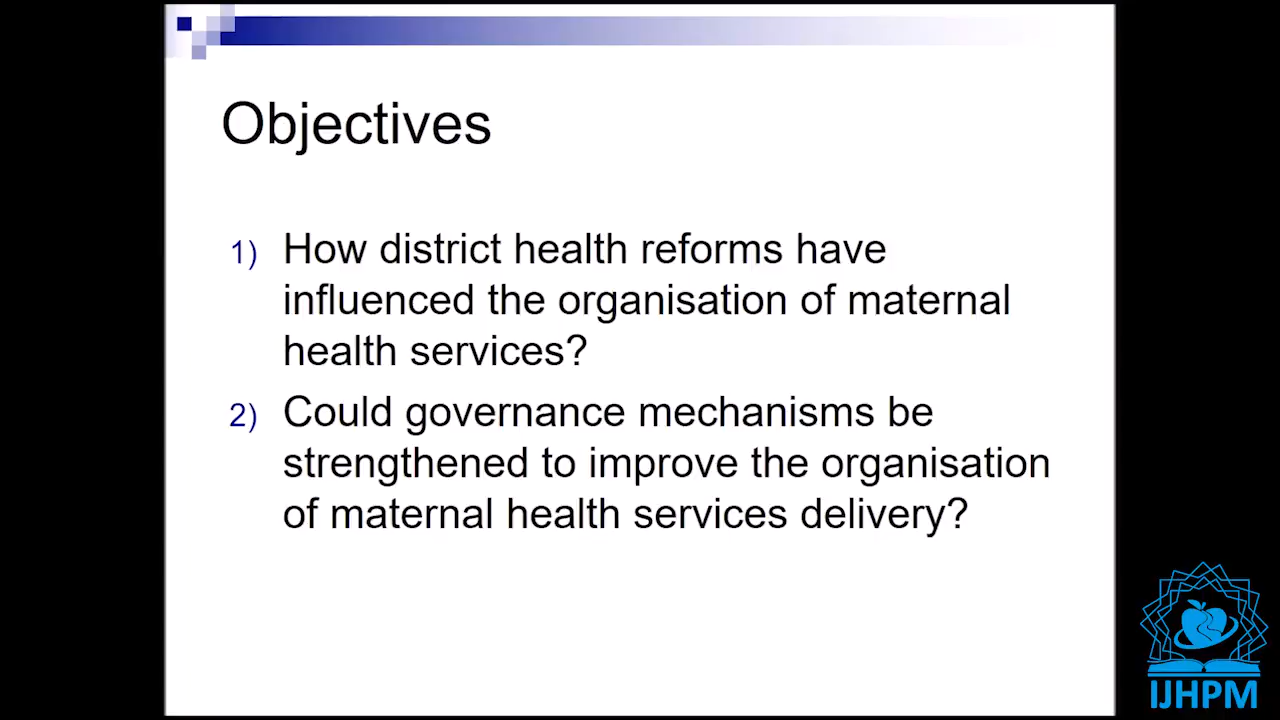 Objectives
1) How district health reforms have
influenced the organisation of maternal
health services?
2) Could governance mechanisms be
strengthened to improve the organisation
of maternal health services delivery?
IJHPM